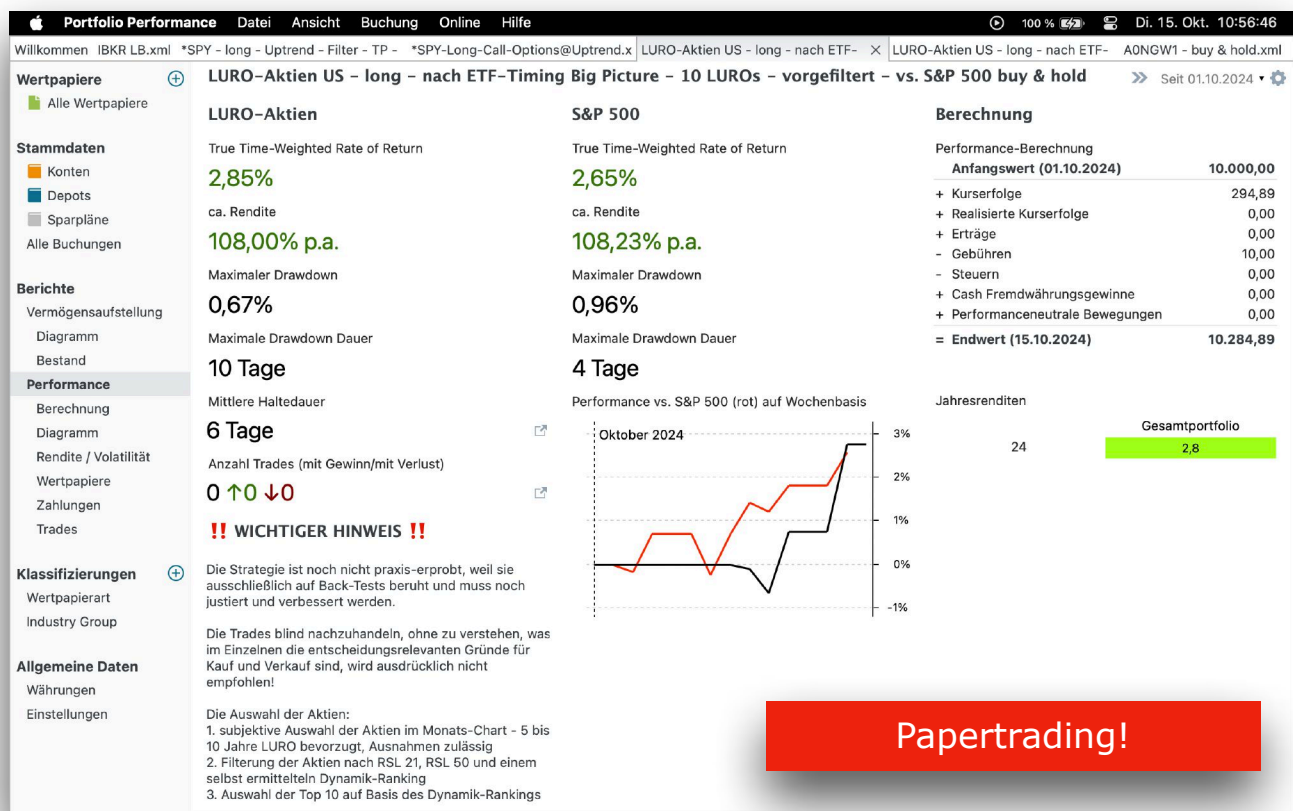 Portfolio Performance Datei Ansicht Buchung Online Hilfe 100 % Di. 15. Okt. 10:56:46
Willkommen IBKR LB.xml *SPY - long - Uptrend - Filter - TP - *SPY-Long-Call-Options@Uptrend.x LURO-Aktien US - long - nach ETF- × LURO-Aktien US - long - nach ETF- A0NGW1 - buy & hold.xml
Wertpapiere
Alle Wertpapiere
Stammdaten
Konten
Depots
Sparpläne
Alle Buchungen
Berichte
Vermögensaufstellung
Diagramm
Bestand
Performance
Berechnung
Diagramm
Rendite / Volatilität
Wertpapiere
Zahlungen
Trades
Klassifizierungen
Wertpapierart
Industry Group
Allgemeine Daten
Währungen
Einstellungen
LURO-Aktien US - long - nach ETF-Timing Big Picture - 10 LUROs - vorgefiltert - vs. S&P 500 buy & hold
Seit 01.10.2024
LURO-Aktien
True Time-Weighted Rate of Return
2,85%
ca. Rendite
108,00% p.a.
Maximaler Drawdown
0,67%
Maximale Drawdown Dauer
10 Tage
Mittlere Haltedauer
6 Tage
Anzahl Trades (mit Gewinn/mit Verlust)
0 ↑0 ↓0
‼ WICHTIGER HINWEIS ‼
Die Strategie ist noch nicht praxis-erprobt, weil sie
ausschließlich auf Back-Tests beruht und muss noch
justiert und verbessert werden.
Die Trades blind nachzuhandeln, ohne zu verstehen, was
im Einzelnen die entscheidungsrelevanten Gründe für
Kauf und Verkauf sind, wird ausdrücklich nicht
empfohlen!
Die Auswahl der Aktien:
1. subjektive Auswahl der Aktien im Monats-Chart - 5 bis
10 Jahre LURO bevorzugt, Ausnahmen zulässig
2. Filterung der Aktien nach RSL 21, RSL 50 und einem
selbst ermittelteln Dynamik-Ranking
3. Auswahl der Top 10 auf Basis des Dynamik-Rankings
S&P 500
True Time-Weighted Rate of Return
2,65%
ca. Rendite
108,23% p.a.
Maximaler Drawdown
0,96%
Maximale Drawdown Dauer
4 Tage
Performance vs. S&P 500 (rot) auf Wochenbasis
Oktober 2024
3%
2%
1%
0%
-1%
Berechnung
Performance-Berechnung
Anfangswert (01.10.2024) 10.000,00
+ Kurserfolge 294,89
+ Realisierte Kurserfolge 0,00
+ Erträge 0,00
- Gebühren 10,00
- Steuern 0,00
+ Cash Fremdwährungsgewinne 0,00
+ Performanceneutrale Bewegungen 0,00
= Endwert (15.10.2024) 10.284,89
Jahresrenditen
Gesamtportfolio
24 2,8
Papertrading!